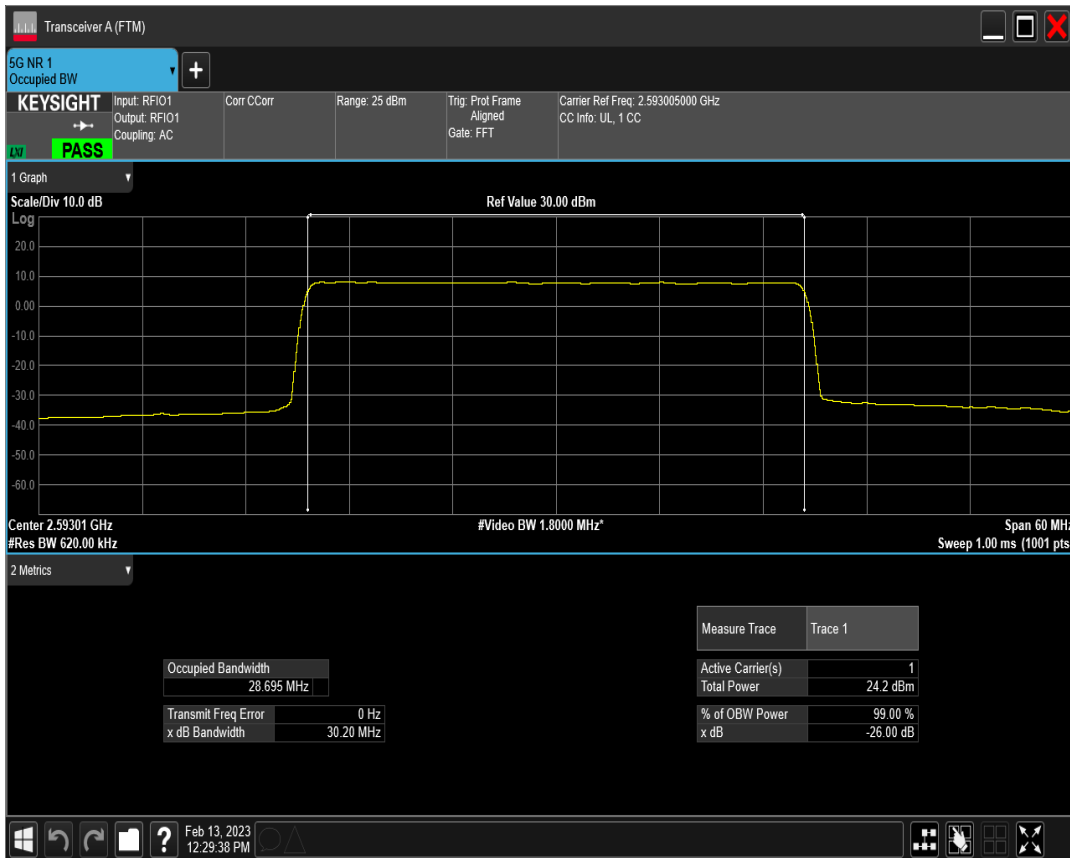 Transceiver A (FTM)
5G NR 1
Occupied BW
+
KEYSIGHT
LXI
PASS
Input: RFIO1
Output: RFIO1
Coupling: AC
Corr CCorr
Range: 25 dBm
Trig: Prot Frame
Aligned
Gate: FFT
Carrier Ref Freq: 2.593005000 GHz
CC Info: UL, 1 CC
1 Graph
Scale/Div 10.0 dB
Ref Value 30.00 dBm
Log
20.0
10.0
0.00
-10.0
-20.0
-30.0
-40.0
-50.0
-60.0
Center 2.59301 GHz
#Video BW 1.8000 MHz*
Span 60 MHz
#Res BW 620.00 kHz
Sweep 1.00 ms (1001 pts
2 Metrics
Measure Trace Trace 1
Occupied Bandwidth
28.695 MHz
Active Carrier(s) 1
Total Power 24.2 dBm
Transmit Freq Error 0 Hz
x dB Bandwidth 30.20 MHz
% of OBW Power 99.00 %
x dB -26.00 dB
?
Feb 13, 2023
12:29:38 PM